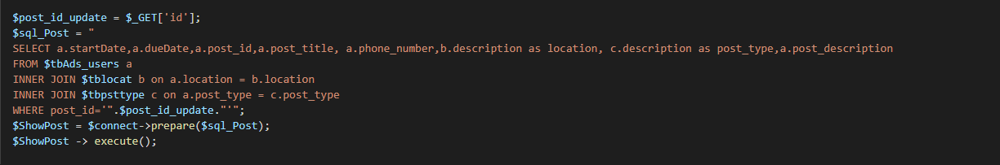 $post_id_update = $_GET['id'];
$sql_Post = "
SELECT a.startDate,a.dueDate,a.post_id,a.post_title, a.phone_number,b.description as location, c.description as post_type,a.post_description
FROM $tbAds_users a
INNER JOIN $tblocat b on a.location = b.location
INNER JOIN $tbpsttype c on a.post_type = c.post_type
WHERE post_id='".$post_id_update."'";
$ShowPost = $connect->prepare($sql_Post);
$ShowPost -> execute();